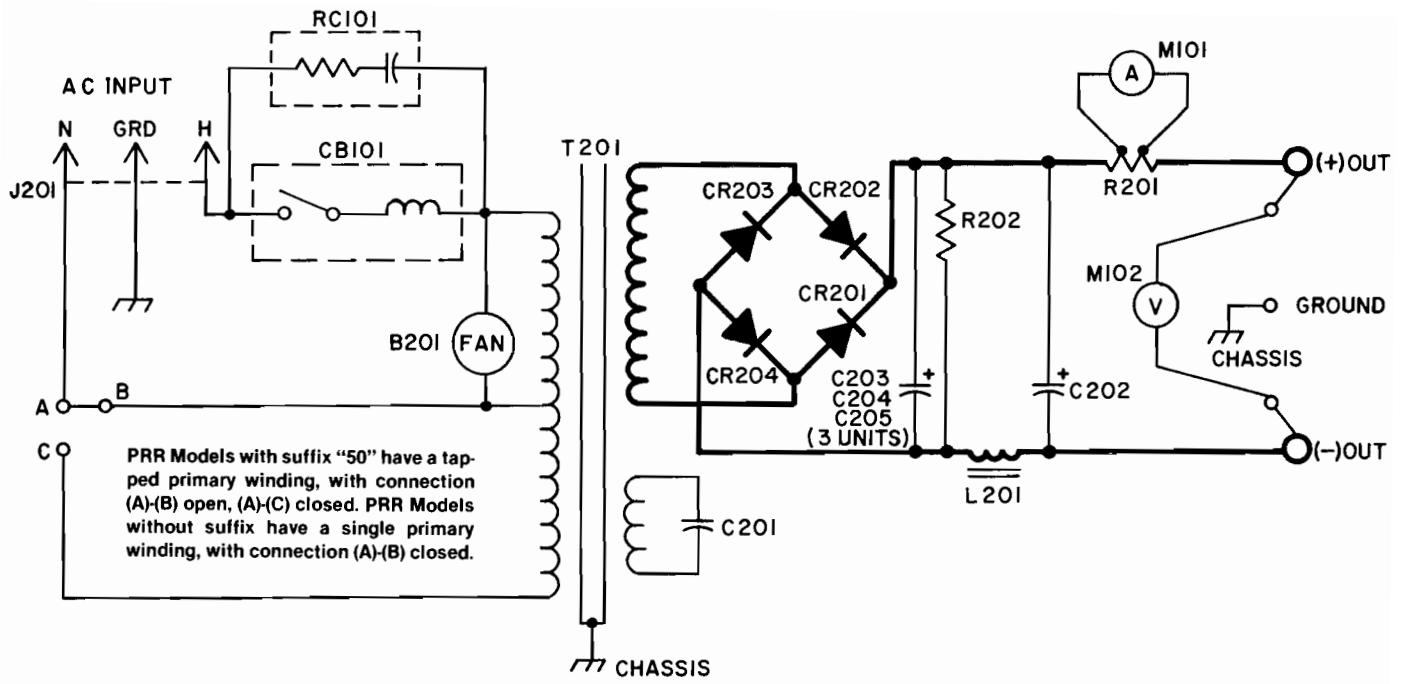 RC101
M101
A
AC INPUT
N GRD H
CB101
T201
J201
CR203 CR202
(+)OUT
R201
R202
M102
V
CR201
GROUND
CHASSIS
B201 FAN
CR204
C203
C204
C205
(3 UNITS)
+
+
C202
A B
C
(-)OUT
L201
PRR Models with suffix “50” have a tap-
ped primary winding, with connection
(A)-(B) open, (A)-(C) closed. PRR Models
without suffix have a single primary
winding, with connection (A)-(B) closed.
C201
CHASSIS